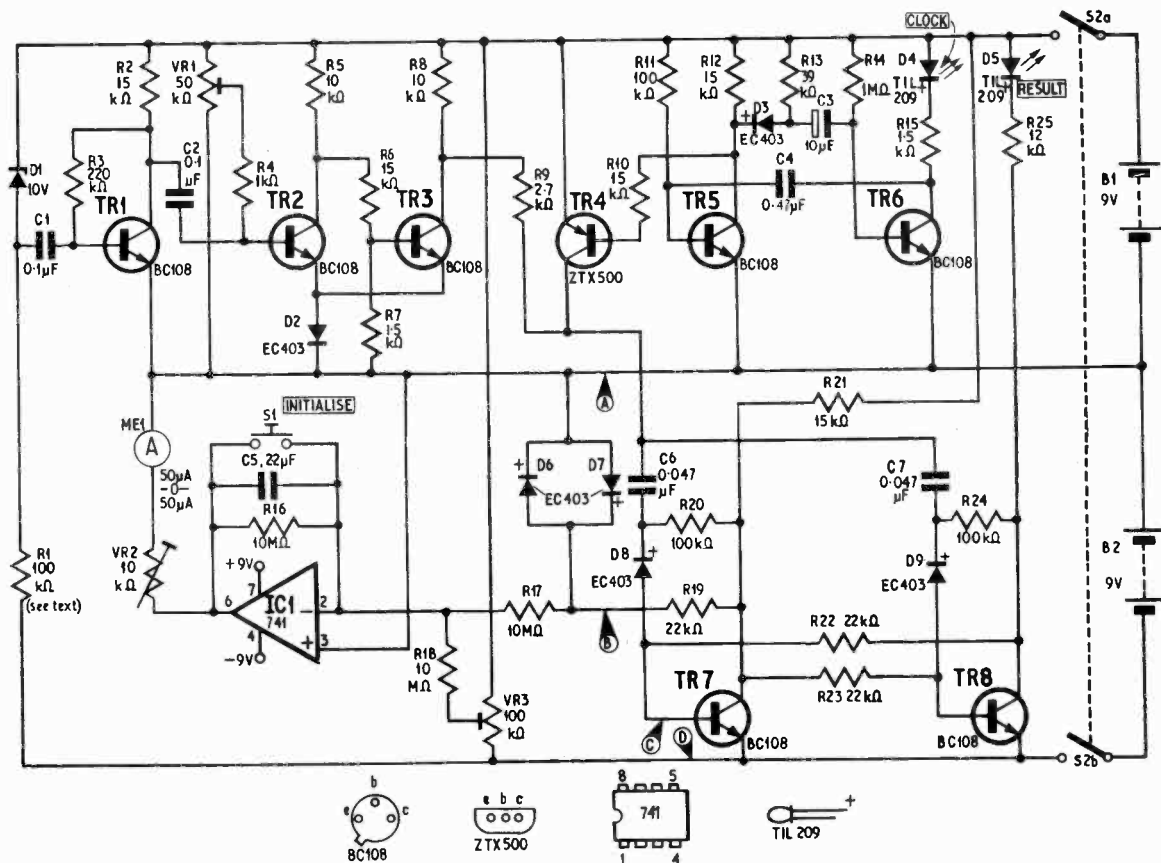 CLOCK
S2a
R2
15
kΩ
VR1
50
kΩ
R5
10
kΩ
R8
10
kΩ
R11
100
kΩ
R12
15
kΩ
R13
39
kΩ
R14
1MΩ
D4
TIL
209
+
D5
TIL
209
+
RESULT
D3
+
EC403
C3
10μF
R15
1.5
kΩ
R25
12
kΩ
D1
10V
R3
220
kΩ
C2
0.1
μF
R4
1kΩ
R6
15
kΩ
R9
2.7
kΩ
R10
15
kΩ
C4
0.47μF
B1
9V
TR1
TR2
TR3
TR4
TR5
TR6
C1
0.1μF
BC108
BC108
BC108
ZTX500
BC108
BC108
D2
EC403
R7
1.5
kΩ
A
R21
15kΩ
ME1
A
50μA
-0-
50μA
INITIALISE
S1
C5,22μF
R16
10MΩ
+
D6
D7
EC403
+
C6
0.047
μF
C7
0.047
μF
R20
100kΩ
R24
100kΩ
B2
9V
R1
100
kΩ
(see text)
VR2
10
kΩ
+9V
7
6
IC1
741
2
-
3
+
4
-9V
R17
10MΩ
B
D8
+
EC403
R19
22kΩ
D9
+
EC403
R22 22kΩ
R23 22kΩ
R18
10
MΩ
VR3
100
kΩ
TR7
TR8
C
D
BC108
BC108
S2b
b
e
c
BC108
e b c
ZTX500
8
5
741
1
4
+
TIL 209